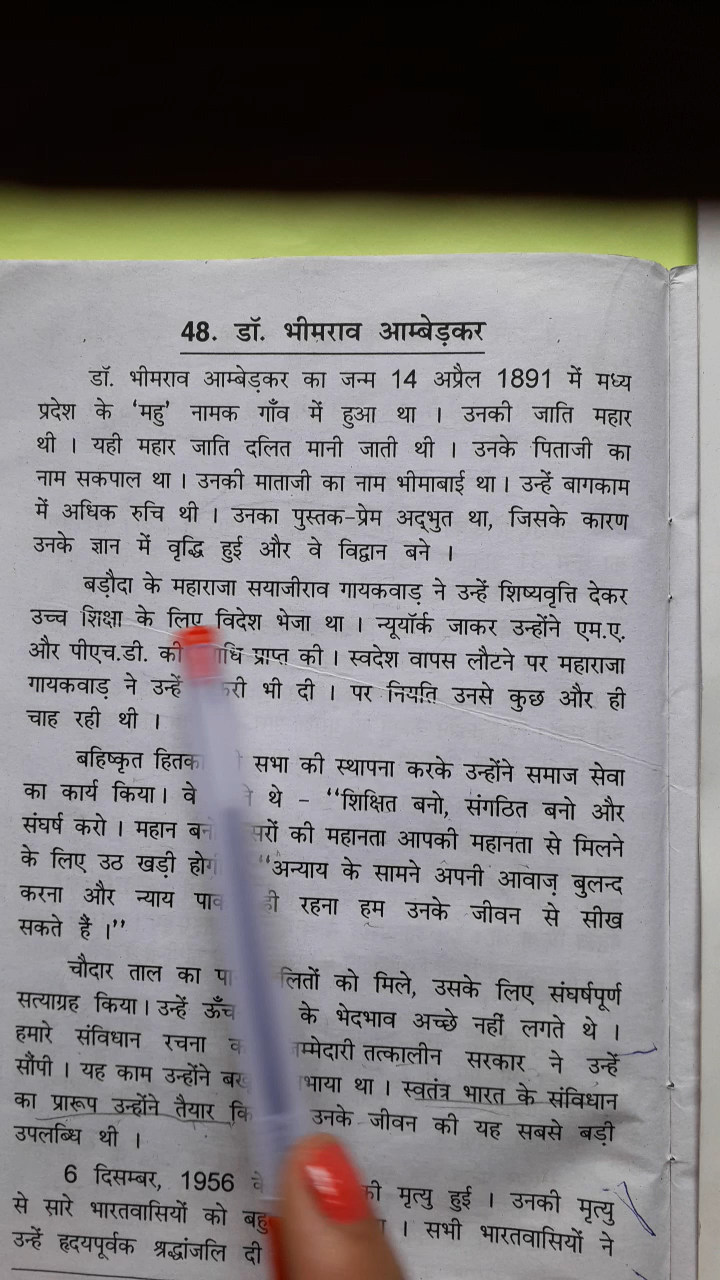 48. डॉ. भीमराव आम्बेड़कर
डॉ. भीमराव आम्बेड़कर का जन्म 14 अप्रैल 1891 में मध्य
प्रदेश के ‘महु’ नामक गाँव में हुआ था । उनकी जाति महार
थी । यही महार जाति दलित मानी जाती थी । उनके पिताजी का
नाम सकपाल था । उनकी माताजी का नाम भीमाबाई था । उन्हें बागकाम
में अधिक रुचि थी । उनका पुस्तक-प्रेम अद्भुत था, जिसके कारण
उनके ज्ञान में वृद्धि हुई और वे विद्वान बने ।
बड़ौदा के महाराजा सयाजीराव गायकवाड़ ने उन्हें शिष्यवृत्ति देकर
उच्च शिक्षा के लिए विदेश भेजा था । न्यूयॉर्क जाकर उन्होंने एम.ए.
और पीएच.डी. की प्राप्त की । स्वदेश वापस लौटने पर महाराजा
गायकवाड़ ने उन्हें भी दी । पर नियति उनसे कुछ और ही
चाह रही थी ।
बहिष्कृत सभा की स्थापना करके उन्होंने समाज सेवा
का कार्य किया । वे थे – ‘‘शिक्षित बनो, संगठित बनो और
संघर्ष करो । महान की महानता आपकी महानता से मिलने
के लिए उठ खड़ी ‘‘अन्याय के सामने अपनी आवाज़ बुलन्द
करना और न्याय रहना हम उनके जीवन से सीख
सकते हैं ।’’
चौदार ताल का को मिले, उसके लिए संघर्षपूर्ण
सत्याग्रह किया । उन्हें के भेदभाव अच्छे नहीं लगते थे ।
हमारे संविधान रचना तत्कालीन सरकार ने उन्हें
सौंपी । यह काम उन्होंने था । स्वतंत्र भारत के संविधान
का प्रारूप उन्होंने तैयार उनके जीवन की यह सबसे बड़ी
उपलब्धि थी ।
6 दिसम्बर, 1956 मृत्यु हुई । उनकी मृत्यु
से सारे भारतवासियों को । सभी भारतवासियों ने
उन्हें हृदयपूर्वक श्रद्धांजलि दी